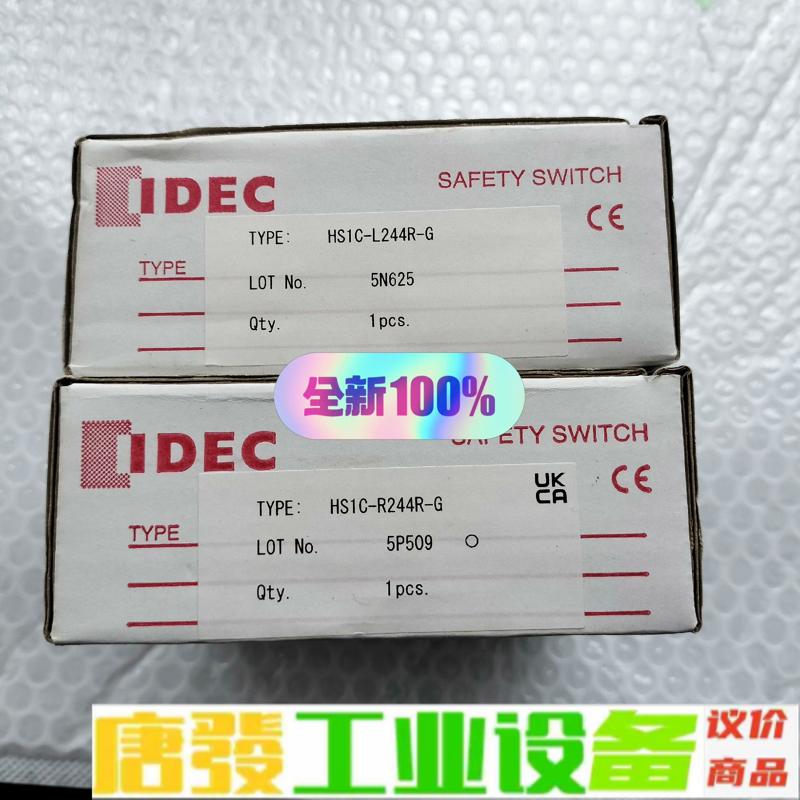 IDEC
SAFETY SWITCH
CE
TYPE
TYPE: HS1C-L244R-G
LOT No. 5N625
Qty. 1pcs.
全新100%
IDEC
SAFETY SWITCH
CE
UK
CA
TYPE
TYPE: HS1C-R244R-G
LOT No. 5P509 ○
Qty. 1pcs.
唐發工业设备
议价
商品